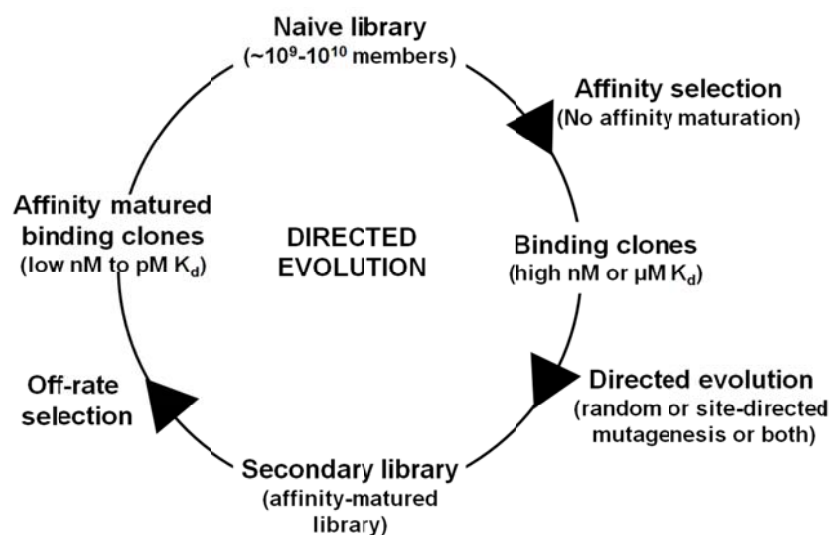 Naive library
(~10⁹-10¹⁰ members)
Affinity selection
(No affinity maturation)
Binding clones
(high nM or µM K_d)
Directed evolution
(random or site-directed
mutagenesis or both)
Secondary library
(affinity-matured
library)
Off-rate
selection
Affinity matured
binding clones
(low nM to pM K_d)
DIRECTED
EVOLUTION